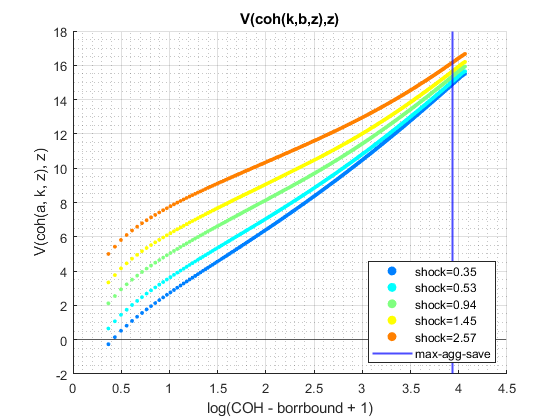 V(coh(k,b,z),z)
18
16
14
12
10
8
6
4
2
0
-2
V(coh(a, k, z), z)
shock=0.35
shock=0.53
shock=0.94
shock=1.45
shock=2.57
max-agg-save
0 0.5 1 1.5 2 2.5 3 3.5 4 4.5
log(COH - borrbound + 1)